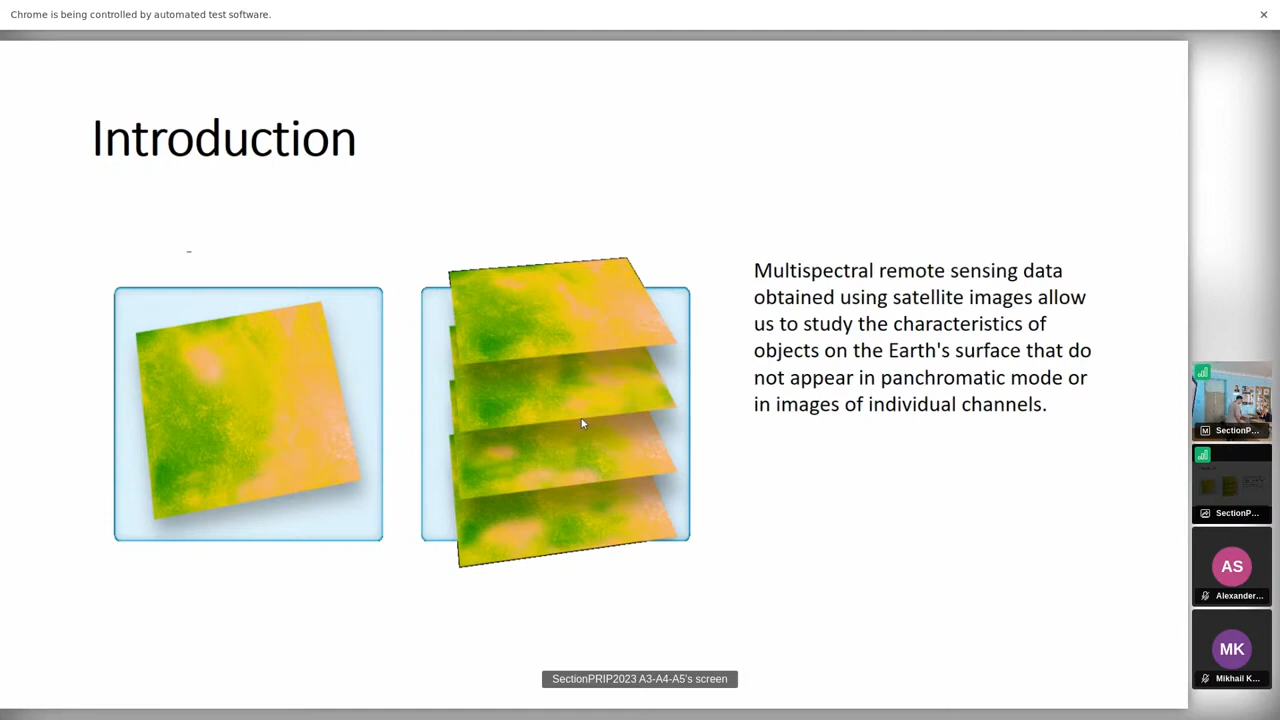 Chrome is being controlled by automated test software.
Introduction
Multispectral remote sensing data
obtained using satellite images allow
us to study the characteristics of
objects on the Earth's surface that do
not appear in panchromatic mode or
in images of individual channels.
SectionP...
SectionP...
AS
Alexander...
MK
Mikhail K...
SectionPRIP2023 A3-A4-A5's screen